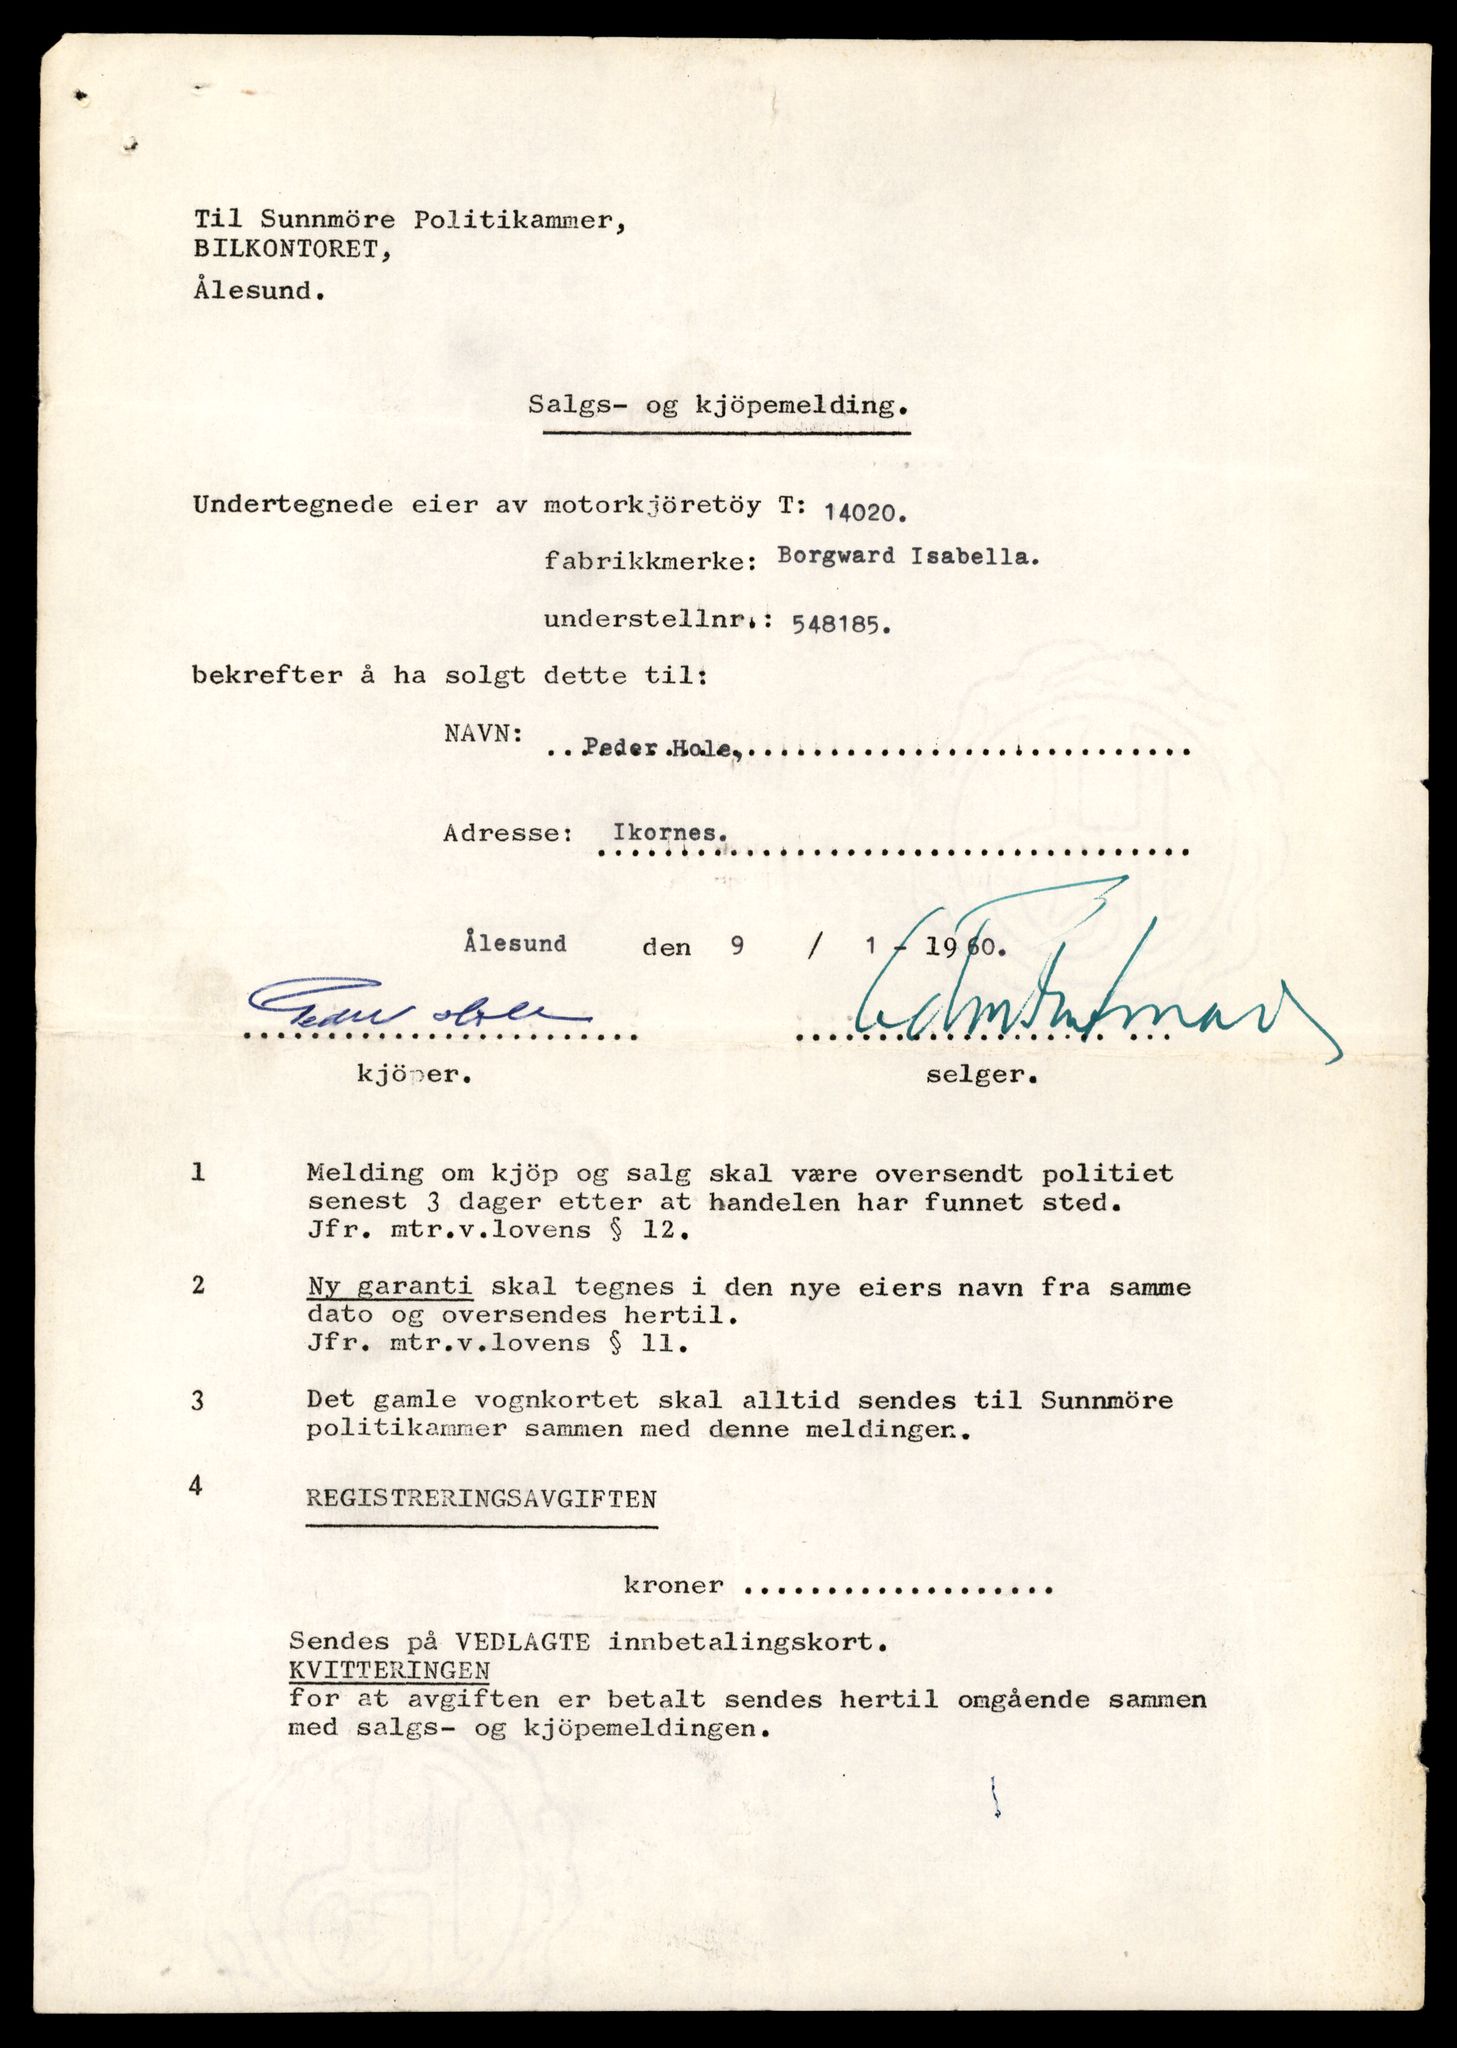 Til Sunnmöre Politikammer,
BILKONTORET,
Ålesund.
Salgs- og kjöpemelding.
Undertegnede eier av motorkjöretöy T: 14020.
fabrikkmerke: Borgward Isabella.
understellnr.: 548185.
bekrefter å ha solgt dette til:
NAVN: Peder Hole,
Adresse: Ikornes.
Ålesund den 9 / 1 - 1960.
Peder Hole
kjöper. selger.
1 Melding om kjöp og salg skal være oversendt politiet
senest 3 dager etter at handelen har funnet sted.
Jfr. mtr.v.lovens § 12.
2 Ny garanti skal tegnes i den nye eiers navn fra samme
dato og oversendes hertil.
Jfr. mtr.v.lovens § 11.
3 Det gamle vognkortet skal alltid sendes til Sunnmöre
politikammer sammen med denne meldingen.
4 REGISTRERINGSAVGIFTEN
kroner ...................
Sendes på VEDLAGTE innbetalingskort.
KVITTERINGEN
for at avgiften er betalt sendes hertil omgående sammen
med salgs- og kjöpemeldingen.